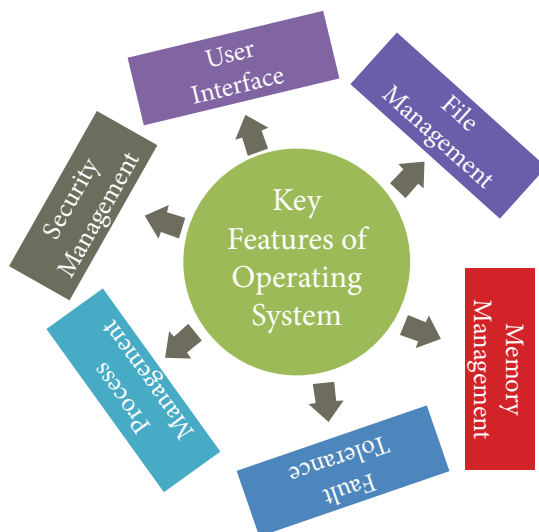 Key
Features of
Operating
System
User
Interface
File
Management
Memory
Management
Fault
Tolerance
Process
Management
Security
Management